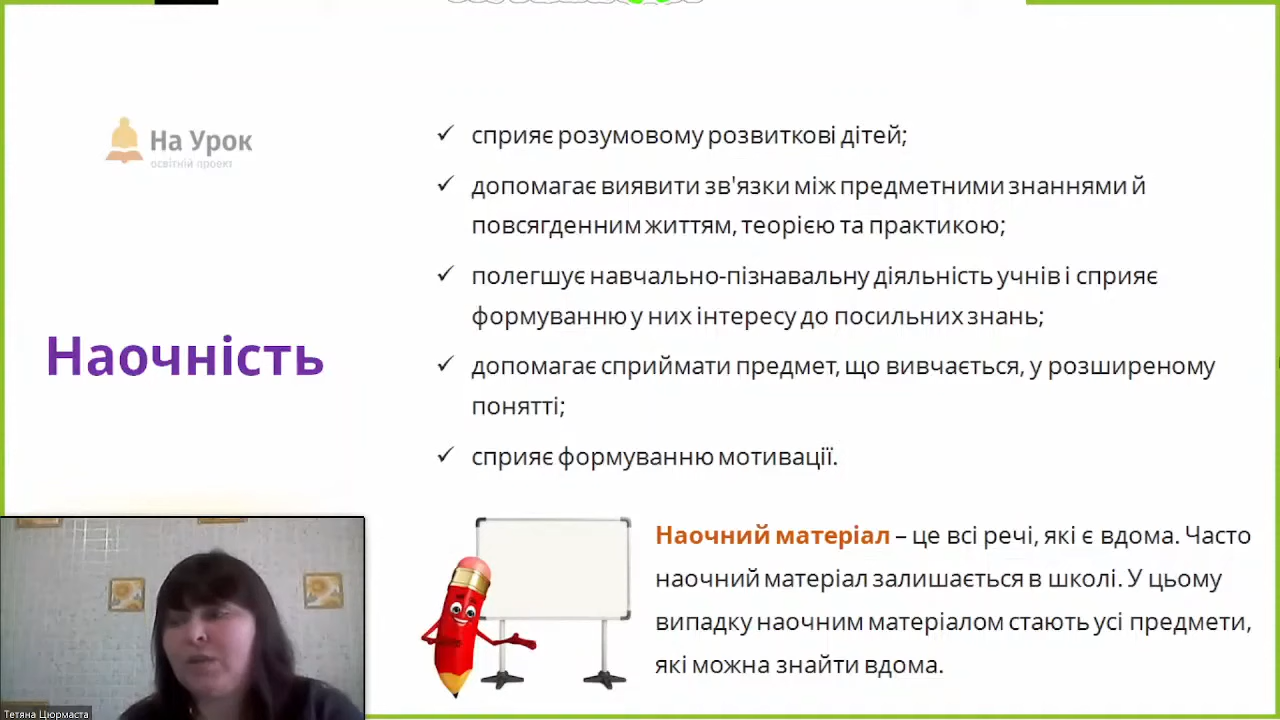 На Урок
освітній проект
Наочність
сприяє розумовому розвиткові дітей;
допомагає виявити зв'язки між предметними знаннями й
повсягденним життям, теорією та практикою;
полегшує навчально-пізнавальну діяльність учнів і сприяє
формуванню у них інтересу до посильних знань;
допомагає сприймати предмет, що вивчається, у розширеному
понятті;
сприяє формуванню мотивації.
Наочний матеріал – це всі речі, які є вдома. Часто
наочний матеріал залишається в школі. У цьому
випадку наочним матеріалом стають усі предмети,
які можна знайти вдома.
Тетяна Цюрмаста